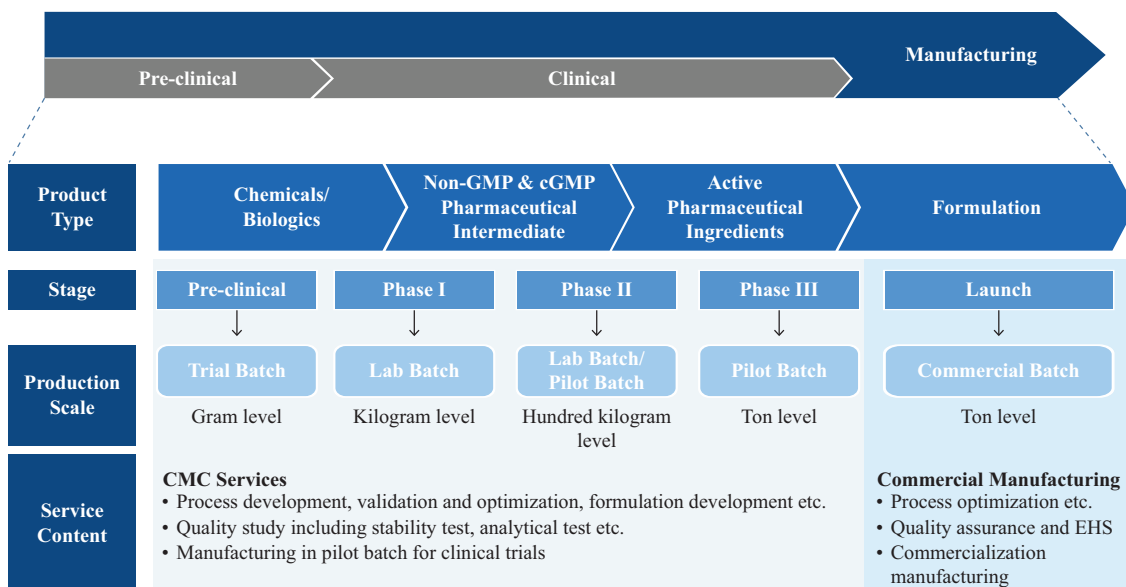 Manufacturing
Pre-clinical
Clinical
Product
Type
Chemicals/
Biologics
Non-GMP & cGMP
Pharmaceutical
Intermediate
Active
Pharmaceutical
Ingredients
Formulation
Stage
Pre-clinical
Phase I
Phase II
Phase III
Launch
Production
Scale
Trial Batch
Lab Batch
Lab Batch/
Pilot Batch
Pilot Batch
Commercial Batch
Gram level
Kilogram level
Hundred kilogram
level
Ton level
Ton level
Service
Content
CMC Services
• Process development, validation and optimization, formulation development etc.
• Quality study including stability test, analytical test etc.
• Manufacturing in pilot batch for clinical trials
Commercial Manufacturing
• Process optimization etc.
• Quality assurance and EHS
• Commercialization
manufacturing